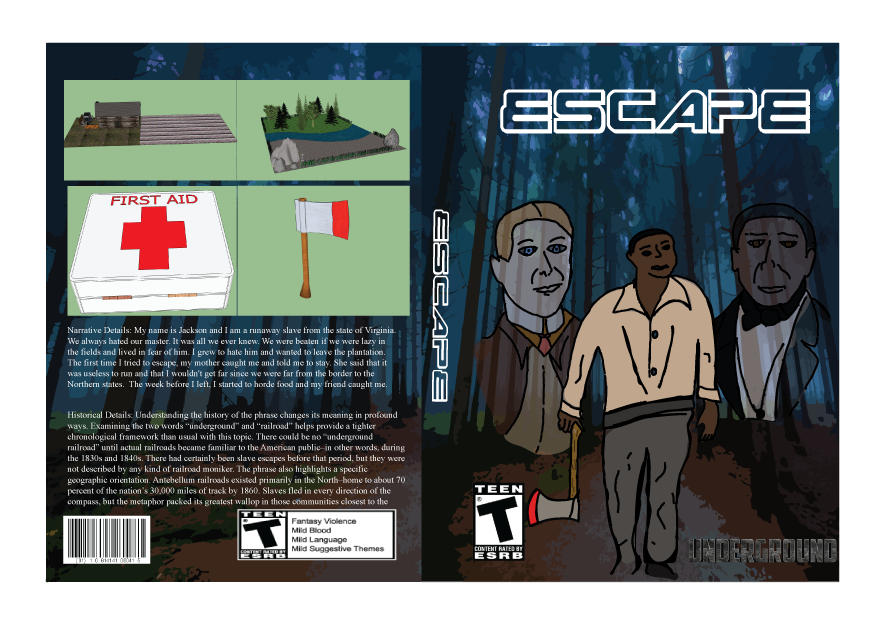 FIRST AID
Narrative Details: My name is Jackson and I am a runaway slave from the state of Virginia.
We always hated our master. It was all we ever knew. We were beaten if we were lazy in
the fields and lived in fear of him. I grew to hate him and wanted to leave the plantation.
The first time I tried to escape, my mother caught me and told me to stay. She said that it
was useless to run and that I wouldn't get far since we were far from the border to the
Northern states. The week before I left, I started to horde food and my friend caught me.
Historical Details: Understanding the history of the phrase changes its meaning in profound
ways. Examining the two words “underground” and “railroad” helps provide a tighter
chronological framework than usual with this topic. There could be no “underground
railroad” until actual railroads became familiar to the American public–in other words, during
the 1830s and 1840s. There had certainly been slave escapes before that period, but they were
not described by any kind of railroad moniker. The phrase also highlights a specific
geographic orientation. Antebellum railroads existed primarily in the North–home to about 70
percent of the nation's 30,000 miles of track by 1860. Slaves fled in every direction of the
compass, but the metaphor packed its greatest wallop in those communities closest to the
TEEN
T
CONTENT RATED BY
ESRB
Fantasy Violence
Mild Blood
Mild Language
Mild Suggestive Themes
ESCAPE
ESCAPE
TEEN
T
CONTENT RATED BY
ESRB
UNDERGROUND